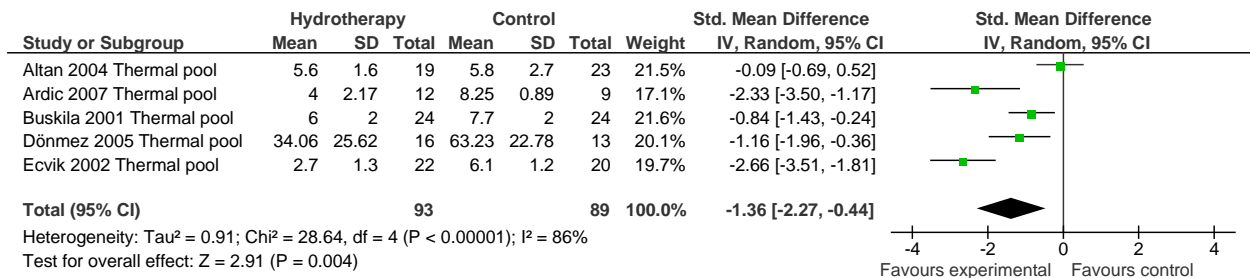 Hydrotherapy Control Std. Mean Difference Std. Mean Difference
Study or Subgroup Mean SD Total Mean SD Total Weight IV, Random, 95% CI IV, Random, 95% CI
Altan 2004 Thermal pool 5.6 1.6 19 5.8 2.7 23 21.5% -0.09 [-0.69, 0.52]
Ardic 2007 Thermal pool 4 2.17 12 8.25 0.89 9 17.1% -2.33 [-3.50, -1.17]
Buskila 2001 Thermal pool 6 2 24 7.7 2 24 21.6% -0.84 [-1.43, -0.24]
Dönmez 2005 Thermal pool 34.06 25.62 16 63.23 22.78 13 20.1% -1.16 [-1.96, -0.36]
Ecvik 2002 Thermal pool 2.7 1.3 22 6.1 1.2 20 19.7% -2.66 [-3.51, -1.81]
Total (95% CI) 93 89 100.0% -1.36 [-2.27, -0.44]
Heterogeneity: Tau² = 0.91; Chi² = 28.64, df = 4 (P < 0.00001); I² = 86%
Test for overall effect: Z = 2.91 (P = 0.004)
-4 -2 0 2 4
Favours experimental Favours control